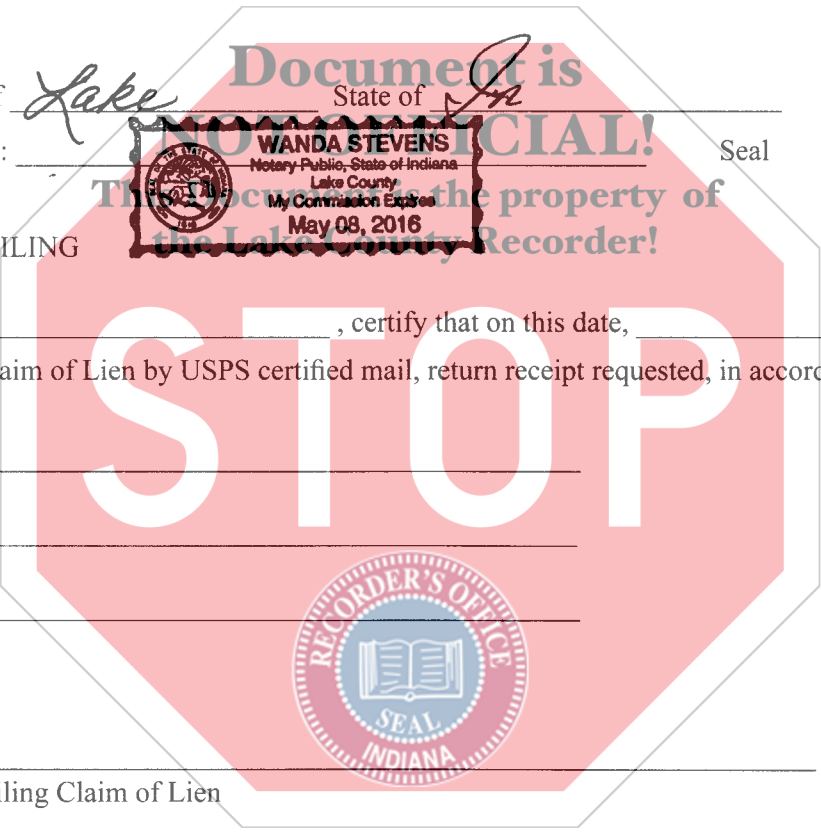 Document is
Lake State of In
NOT OFFICIAL!
: Seal
WANDA STEVENS
Notary Public, State of Indiana
Lake County
My Commission Expires
May 08, 2016
This Document is the property of
the Lake County Recorder!
ILING
, certify that on this date,
aim of Lien by USPS certified mail, return receipt requested, in accord
STOP
RECORDER'S OFFICE
SEAL
INDIANA
iling Claim of Lien